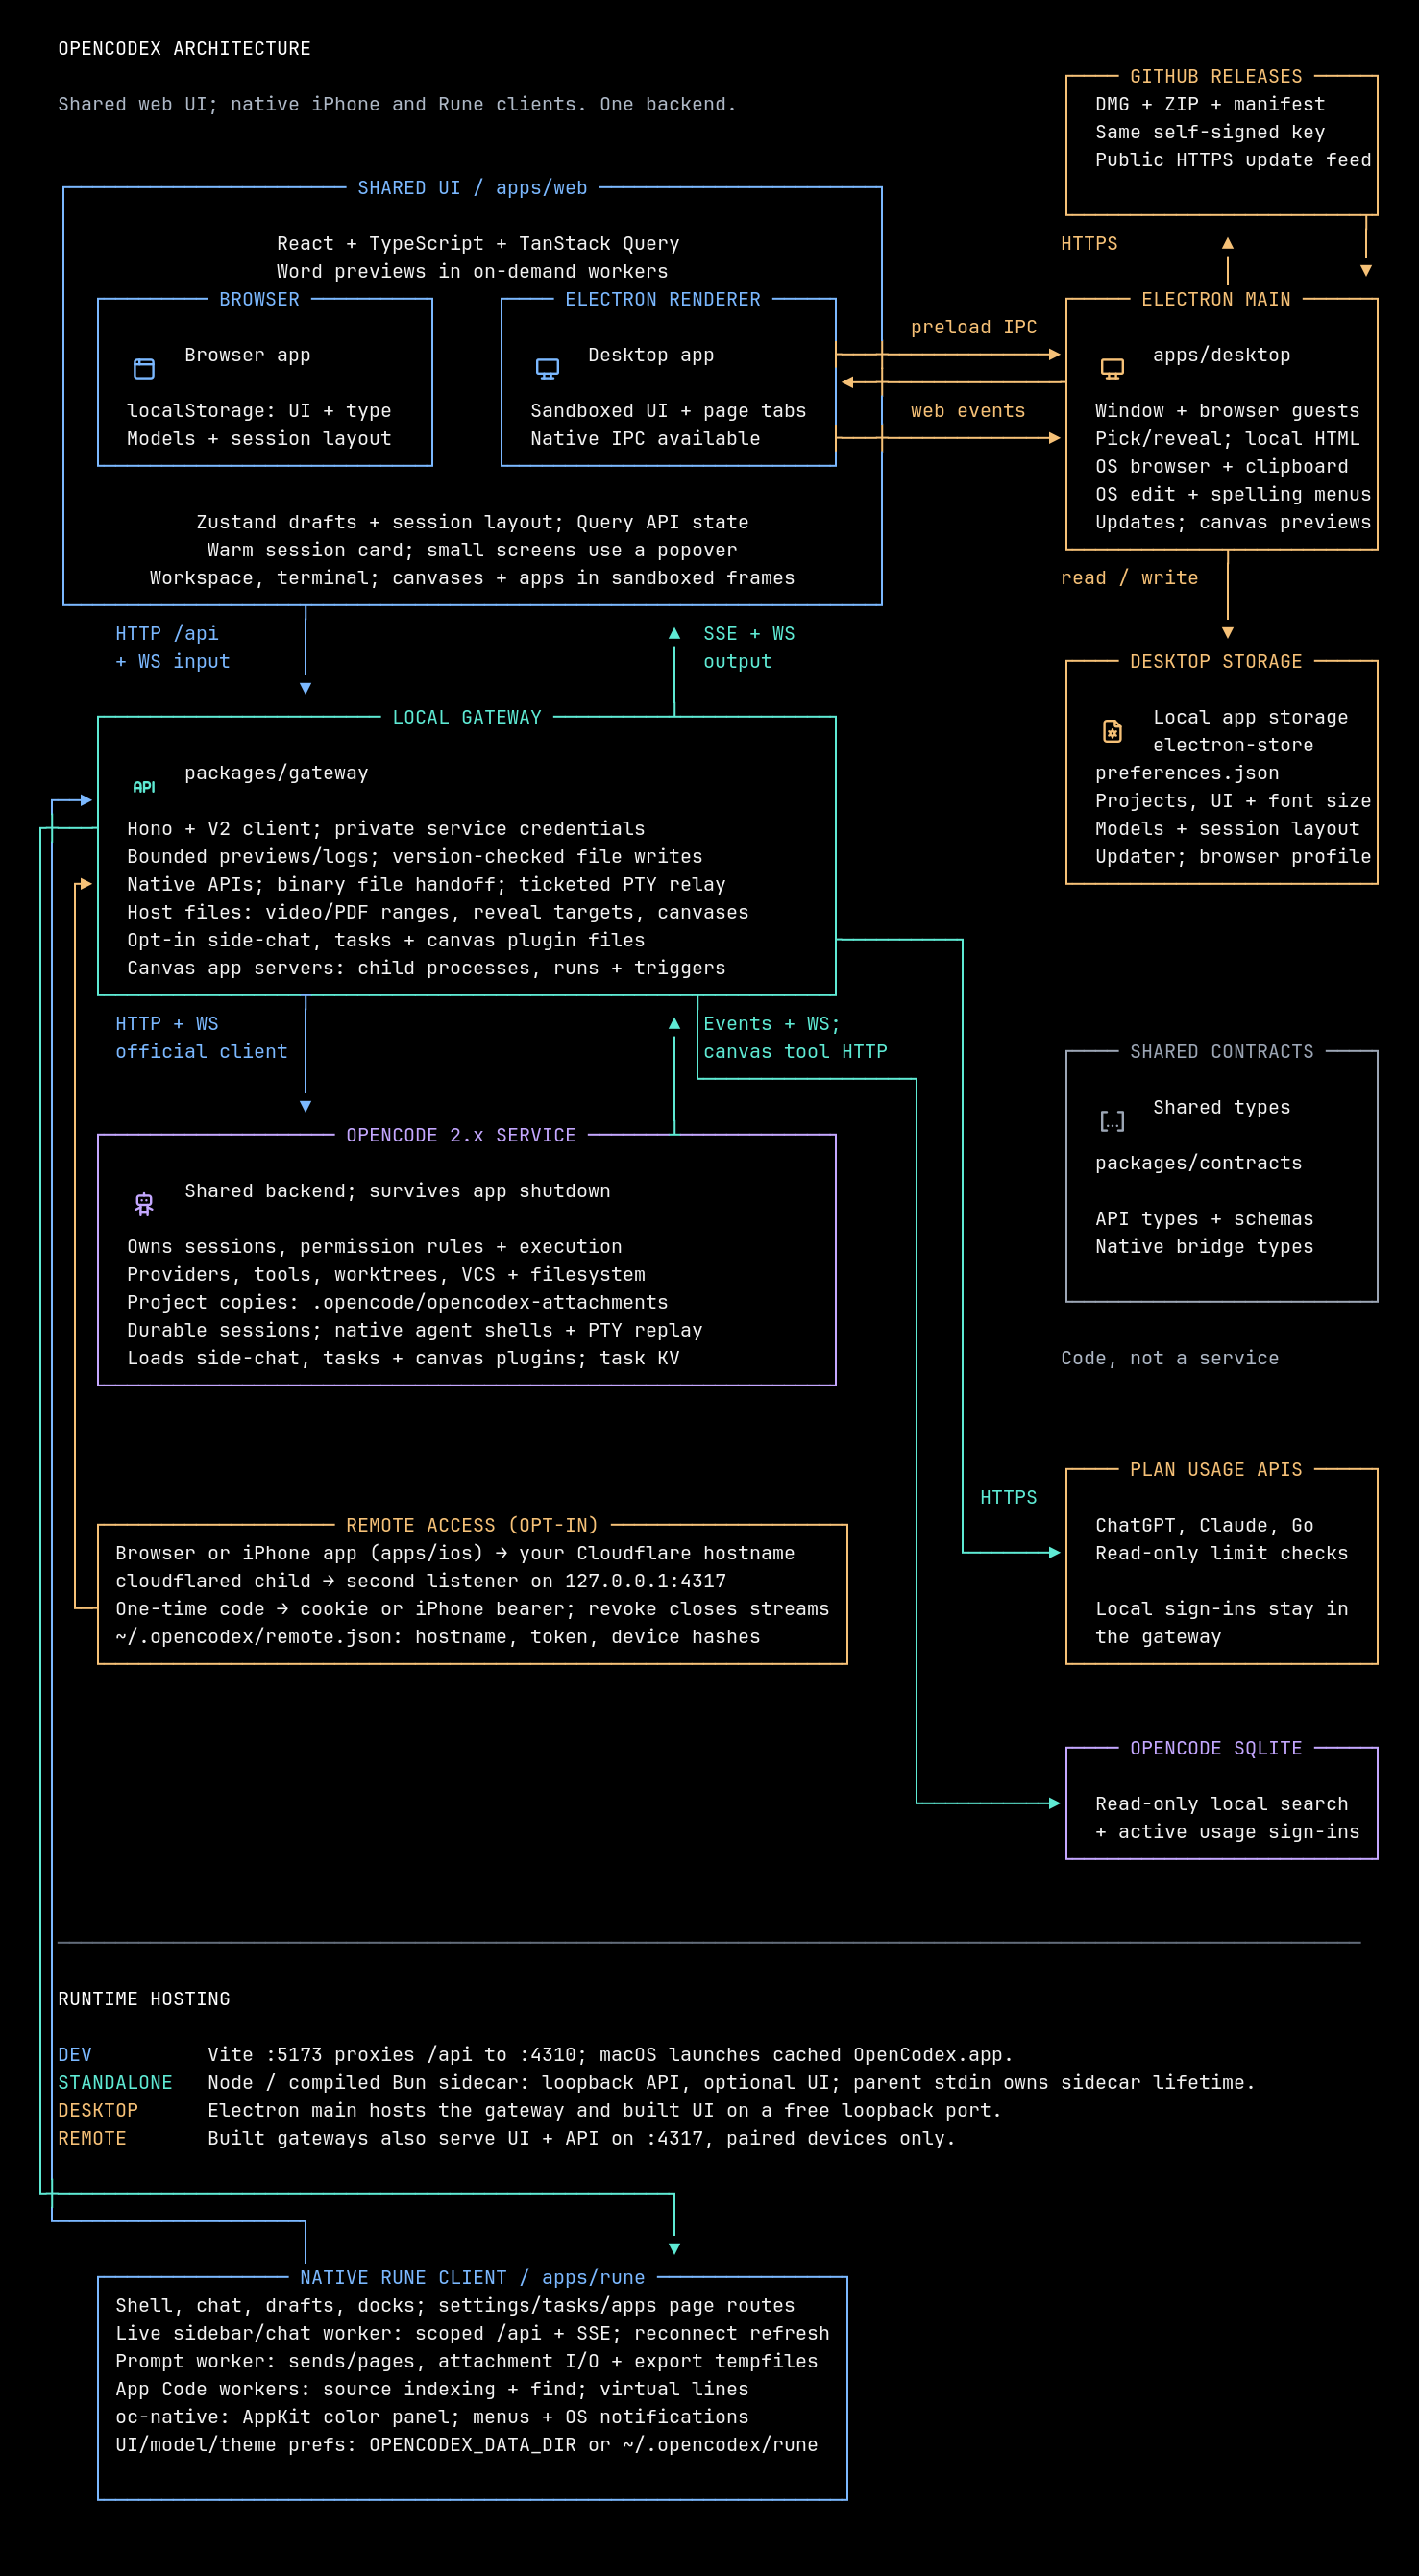 OPENCODEX ARCHITECTURE
Shared web UI; native iPhone and Rune clients. One backend.
GITHUB RELEASES
DMG + ZIP + manifest
Same self-signed key
Public HTTPS update feed
HTTPS
SHARED UI / apps/web
React + TypeScript + TanStack Query
Word previews in on-demand workers
BROWSER
Browser app
localStorage: UI + type
Models + session layout
ELECTRON RENDERER
Desktop app
Sandboxed UI + page tabs
Native IPC available
Zustand drafts + session layout; Query API state
Warm session card; small screens use a popover
Workspace, terminal; canvases + apps in sandboxed frames
preload IPC
web events
ELECTRON MAIN
apps/desktop
Window + browser guests
Pick/reveal; local HTML
OS browser + clipboard
OS edit + spelling menus
Updates; canvas previews
read / write
HTTP /api
+ WS input
SSE + WS
output
DESKTOP STORAGE
Local app storage
electron-store
preferences.json
Projects, UI + font size
Models + session layout
Updater; browser profile
LOCAL GATEWAY
API
packages/gateway
Hono + V2 client; private service credentials
Bounded previews/logs; version-checked file writes
Native APIs; binary file handoff; ticketed PTY relay
Host files: video/PDF ranges, reveal targets, canvases
Opt-in side-chat, tasks + canvas plugin files
Canvas app servers: child processes, runs + triggers
HTTP + WS
official client
Events + WS;
canvas tool HTTP
SHARED CONTRACTS
Shared types
packages/contracts
API types + schemas
Native bridge types
Code, not a service
OPENCODE 2.x SERVICE
Shared backend; survives app shutdown
Owns sessions, permission rules + execution
Providers, tools, worktrees, VCS + filesystem
Project copies: .opencode/opencodex-attachments
Durable sessions; native agent shells + PTY replay
Loads side-chat, tasks + canvas plugins; task KV
HTTPS
PLAN USAGE APIS
ChatGPT, Claude, Go
Read-only limit checks
Local sign-ins stay in
the gateway
REMOTE ACCESS (OPT-IN)
Browser or iPhone app (apps/ios) → your Cloudflare hostname
cloudflared child → second listener on 127.0.0.1:4317
One-time code → cookie or iPhone bearer; revoke closes streams
~/.opencodex/remote.json: hostname, token, device hashes
OPENCODE SQLITE
Read-only local search
+ active usage sign-ins
RUNTIME HOSTING
DEV Vite :5173 proxies /api to :4310; macOS launches cached OpenCodex.app.
STANDALONE Node / compiled Bun sidecar: loopback API, optional UI; parent stdin owns sidecar lifetime.
DESKTOP Electron main hosts the gateway and built UI on a free loopback port.
REMOTE Built gateways also serve UI + API on :4317, paired devices only.
NATIVE RUNE CLIENT / apps/rune
Shell, chat, drafts, docks; settings/tasks/apps page routes
Live sidebar/chat worker: scoped /api + SSE; reconnect refresh
Prompt worker: sends/pages, attachment I/O + export tempfiles
App Code workers: source indexing + find; virtual lines
oc-native: AppKit color panel; menus + OS notifications
UI/model/theme prefs: OPENCODEX_DATA_DIR or ~/.opencodex/rune